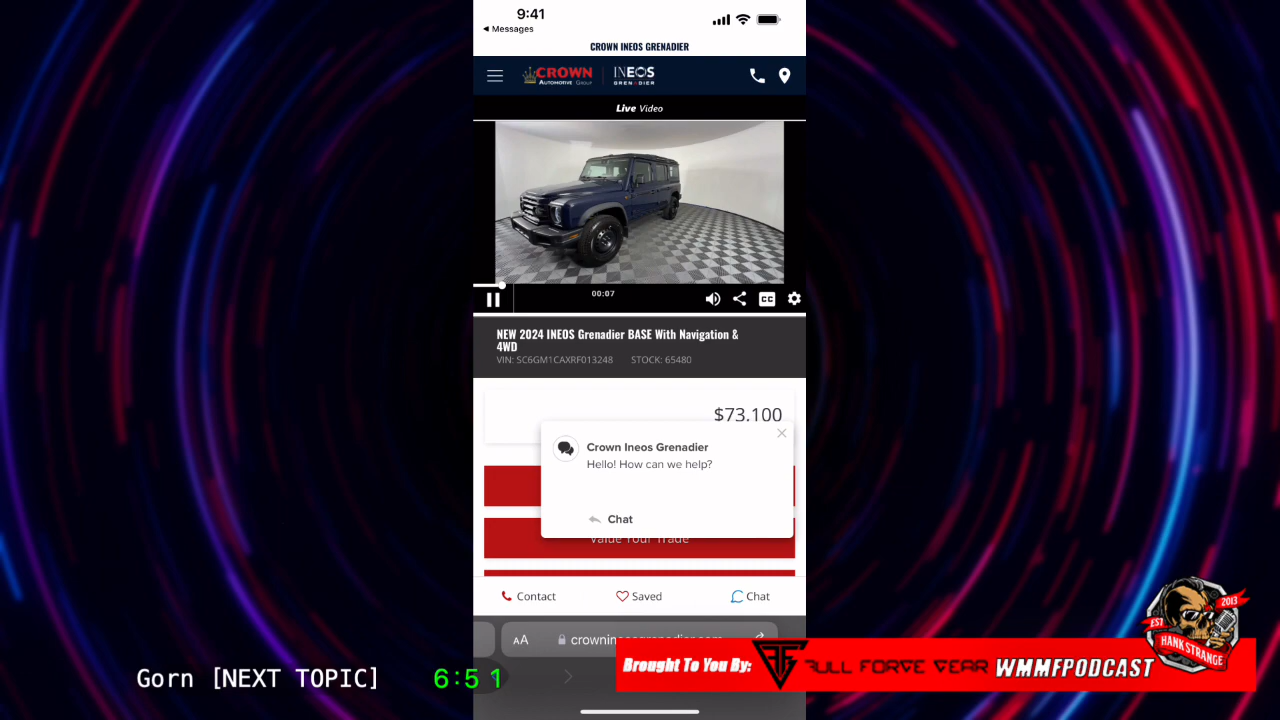 9:41
Messages
CROWN INEOS GRENADIER
CROWN
AUTOMOTIVE GROUP
INEOS
GRENADIER
Live Video
00:07
CC
NEW 2024 INEOS Grenadier BASE With Navigation &
4WD
VIN: SC6GM1CAXRF013248 STOCK: 65480
$73,100
Crown Ineos Grenadier
Hello! How can we help?
Chat
Value Your Trade
Contact
Saved
Chat
AA
Gorn [NEXT TOPIC] 6:51
Brought To You By:
FULL FORCE GEAR
WMMFPODCAST
EST
2013
HANK STRANGE